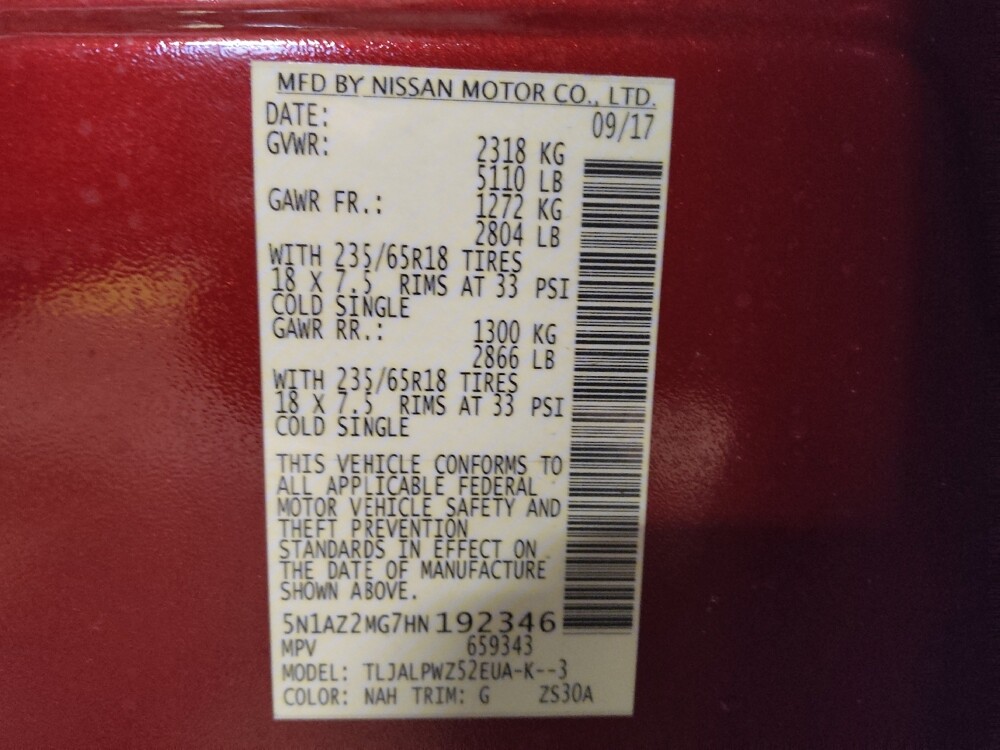 MFD BY NISSAN MOTOR CO., LTD.
DATE: 09/17
GVWR: 2318 KG
5110 LB
GAWR FR.: 1272 KG
2804 LB
WITH 235/65R18 TIRES
18 X 7.5 RIMS AT 33 PSI
COLD SINGLE
GAWR RR.: 1300 KG
2866 LB
WITH 235/65R18 TIRES
18 X 7.5 RIMS AT 33 PSI
COLD SINGLE
THIS VEHICLE CONFORMS TO
ALL APPLICABLE FEDERAL
MOTOR VEHICLE SAFETY AND
THEFT PREVENTION
STANDARDS IN EFFECT ON
THE DATE OF MANUFACTURE
SHOWN ABOVE.
5N1AZ2MG7HN192346
MPV 659343
MODEL: TLJALPWZ52EUA-K--3
COLOR: NAH TRIM: G ZS30A